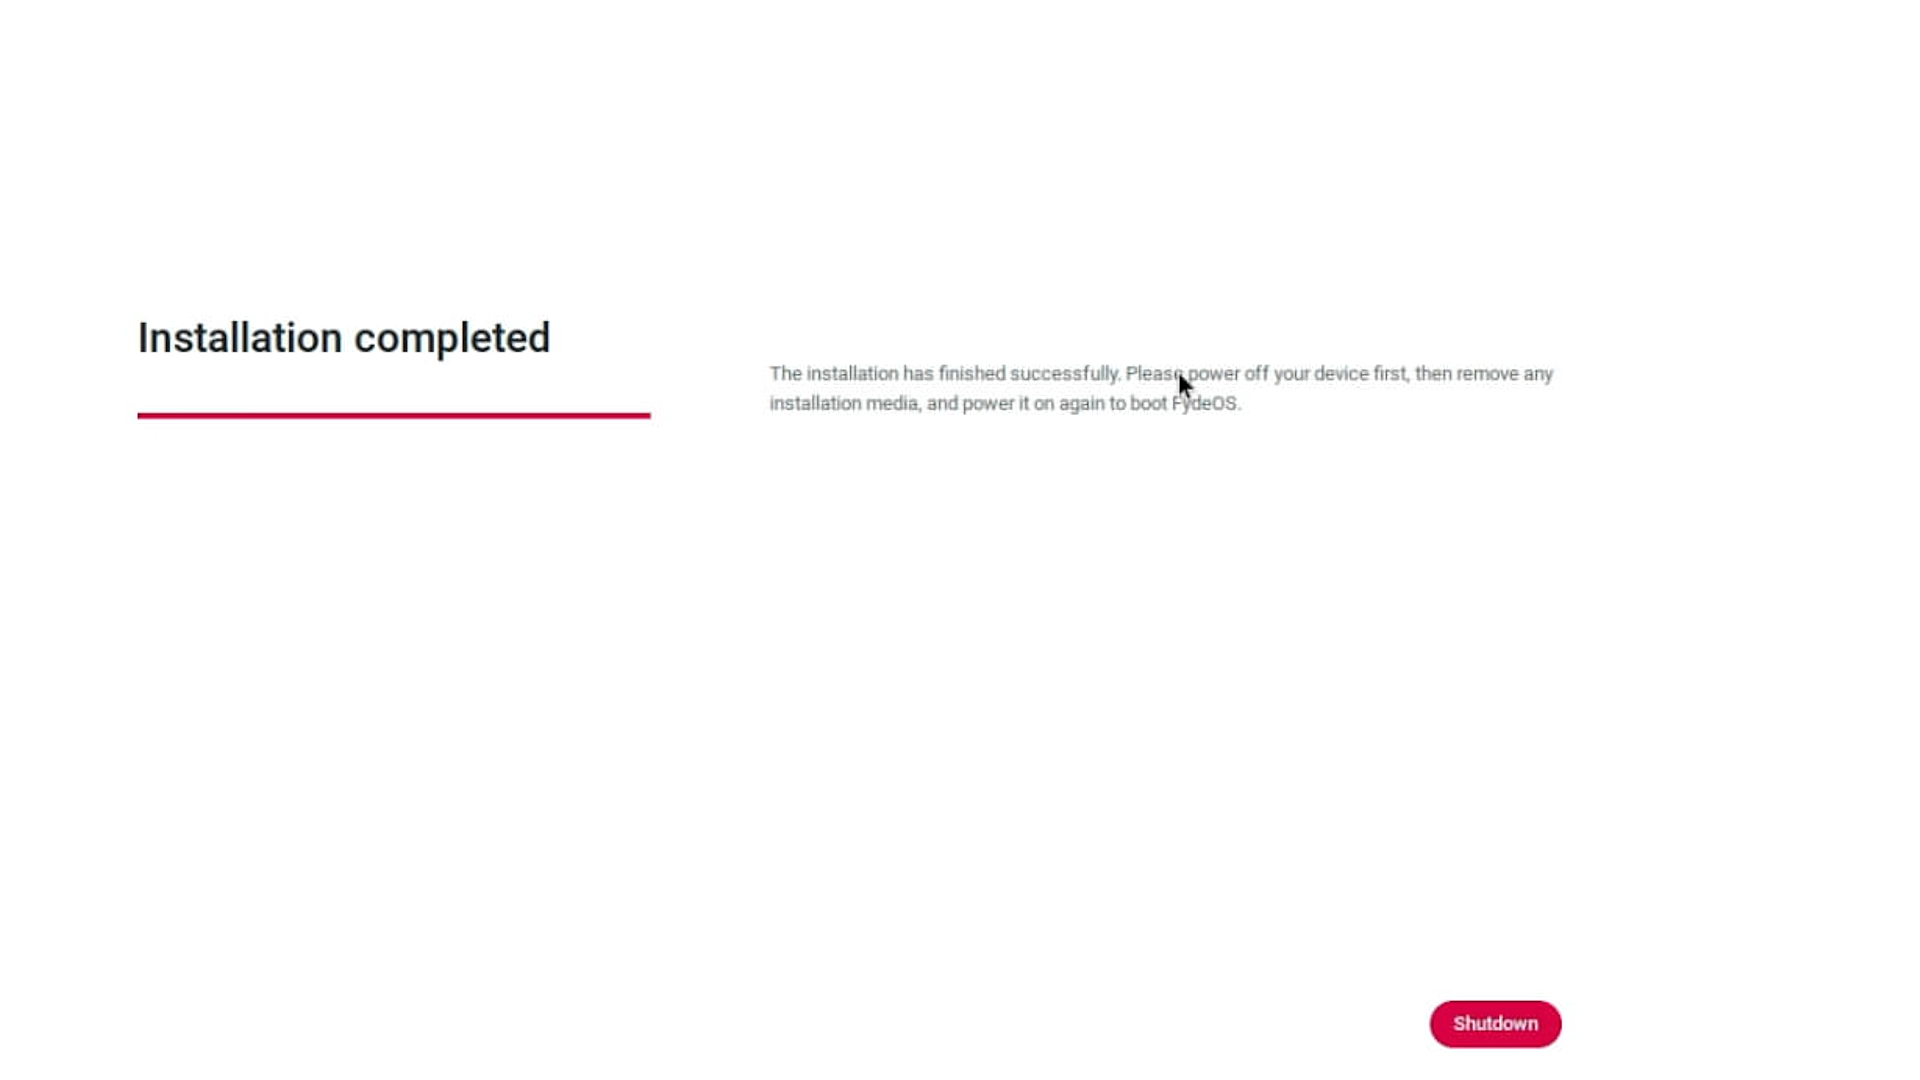 Installation completed
The installation has finished successfully. Please power off your device first, then remove any
installation media, and power it on again to boot FydeOS.
Shutdown